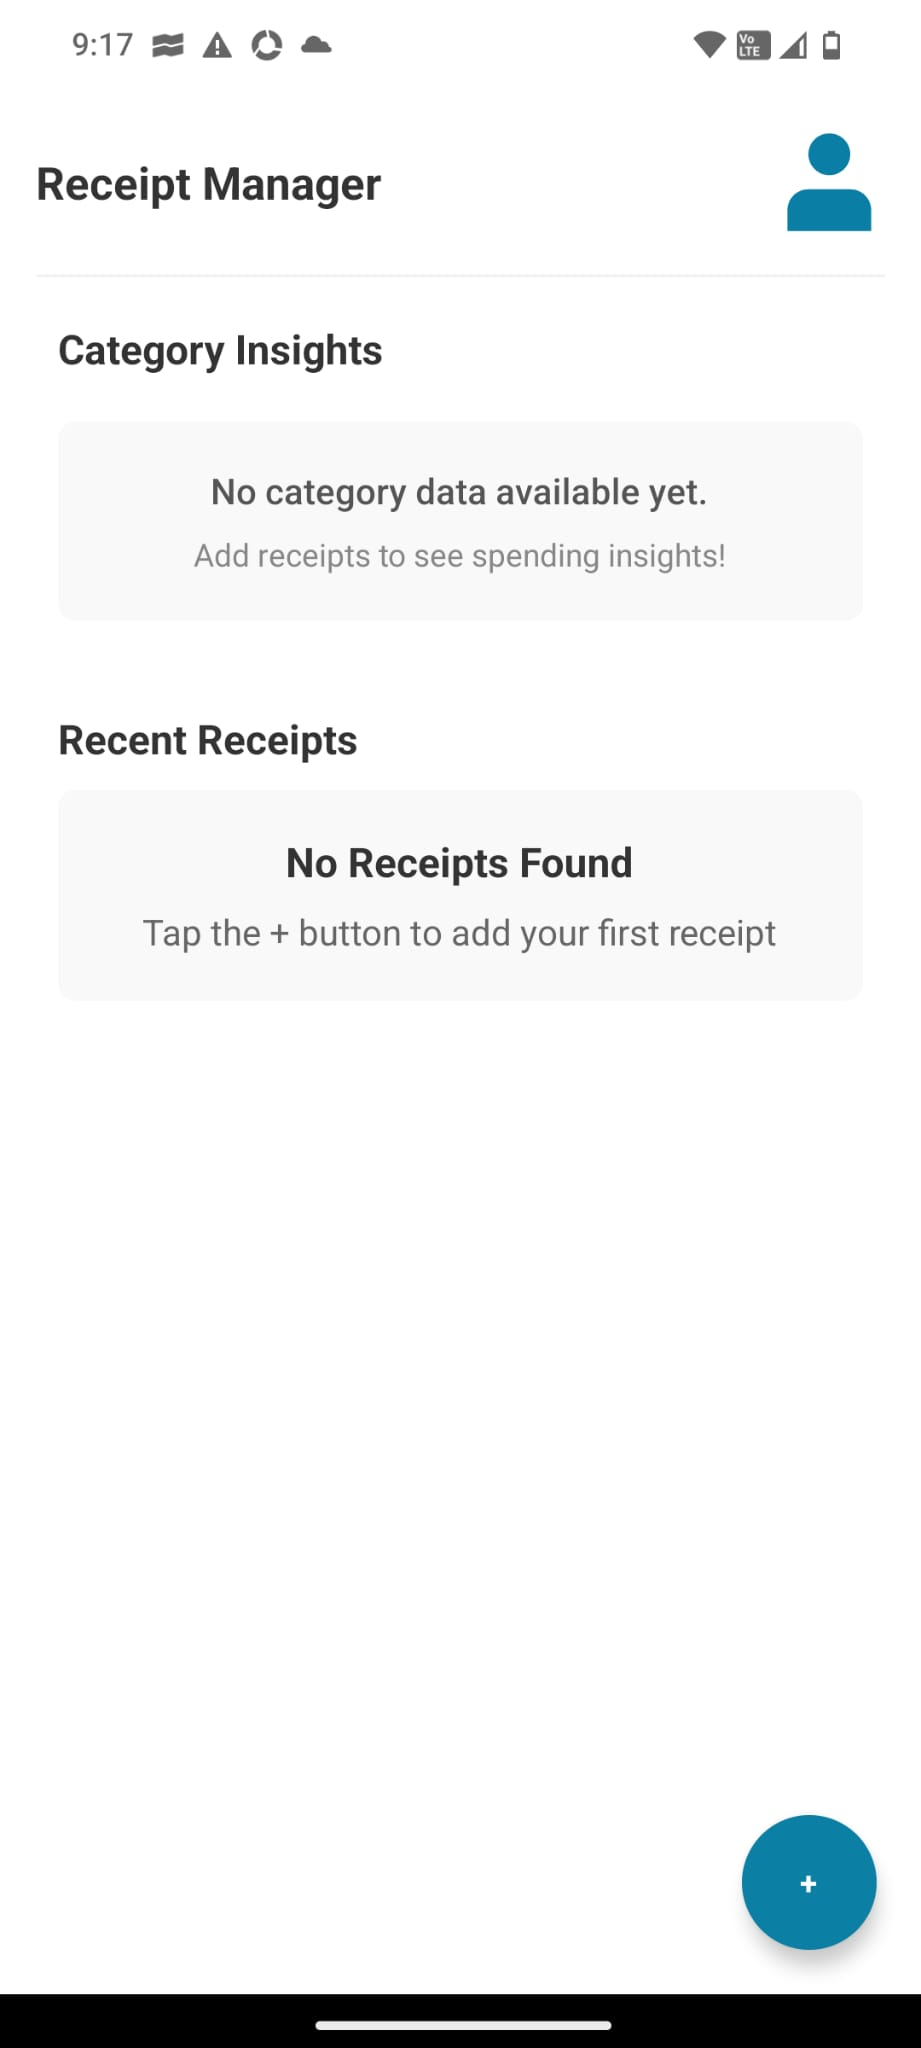 9:17
Vo
LTE
Receipt Manager
Category Insights
No category data available yet.
Add receipts to see spending insights!
Recent Receipts
No Receipts Found
Tap the + button to add your first receipt
+